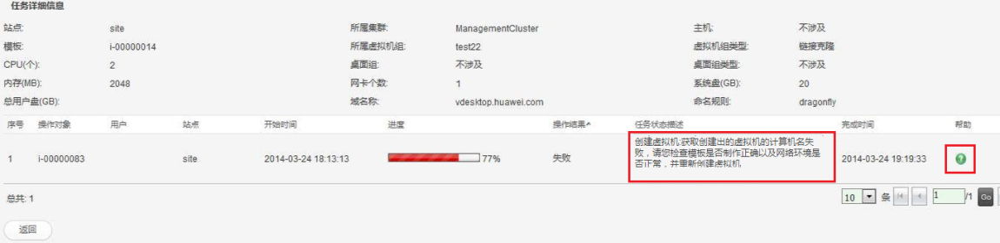 任务详细信息
站点: site 所属集群: ManagementCluster 主机: 不涉及
模板: i-00000014 所属虚拟机组: test22 虚拟机组类型: 链接克隆
CPU(个): 2 桌面组: 不涉及 桌面组类型: 不涉及
内存(MB): 2048 网卡个数: 1 系统盘(GB): 20
总用户盘(GB): 域名称: vdesktop.huawei.com 命名规则: dragonfly
序号 操作对象 用户 站点 开始时间 进度 操作结果 任务状态描述 完成时间 帮助
创建虚拟机:获取创建出的虚拟机的计算机名失
1 i-00000083 site 2014-03-24 18:13:13 77% 失败 败，请您检查模板是否制作正确以及网络环境是 2014-03-24 19:19:33 ?
否正常，并重新创建虚拟机
总共: 1 10 条 1 /1 Go
返回